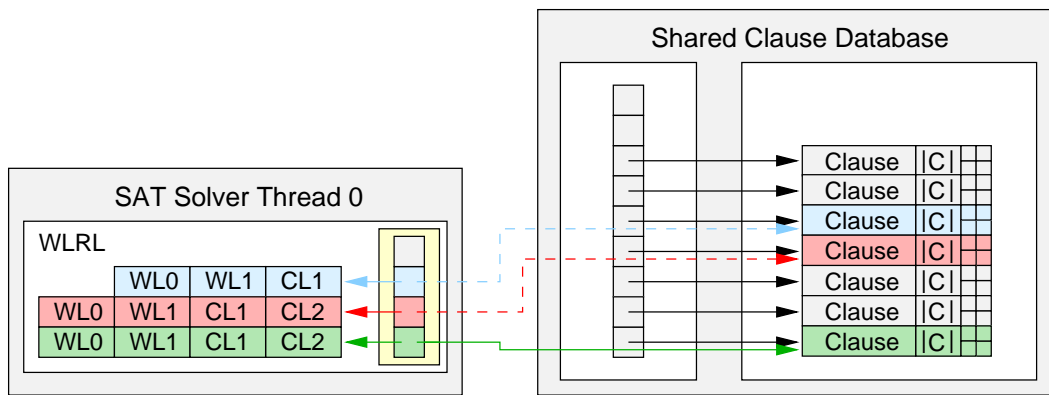 Shared Clause Database
Clause |C|
Clause |C|
Clause |C|
Clause |C|
Clause |C|
Clause |C|
Clause |C|
SAT Solver Thread 0
WLRL
WL0 WL1 CL1
WL0 WL1 CL1 CL2
WL0 WL1 CL1 CL2